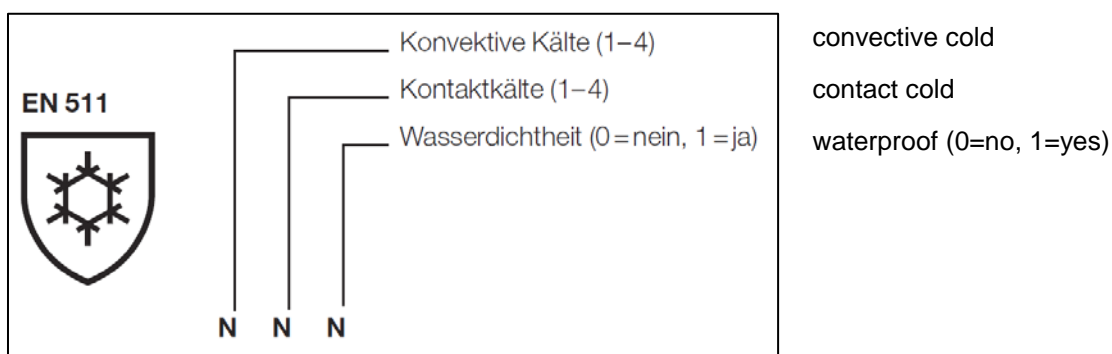 Konvektive Kälte (1–4) convective cold
Kontaktkälte (1–4) contact cold
EN 511
Wasserdichtheit (0=nein, 1=ja) waterproof (0=no, 1=yes)
N N N